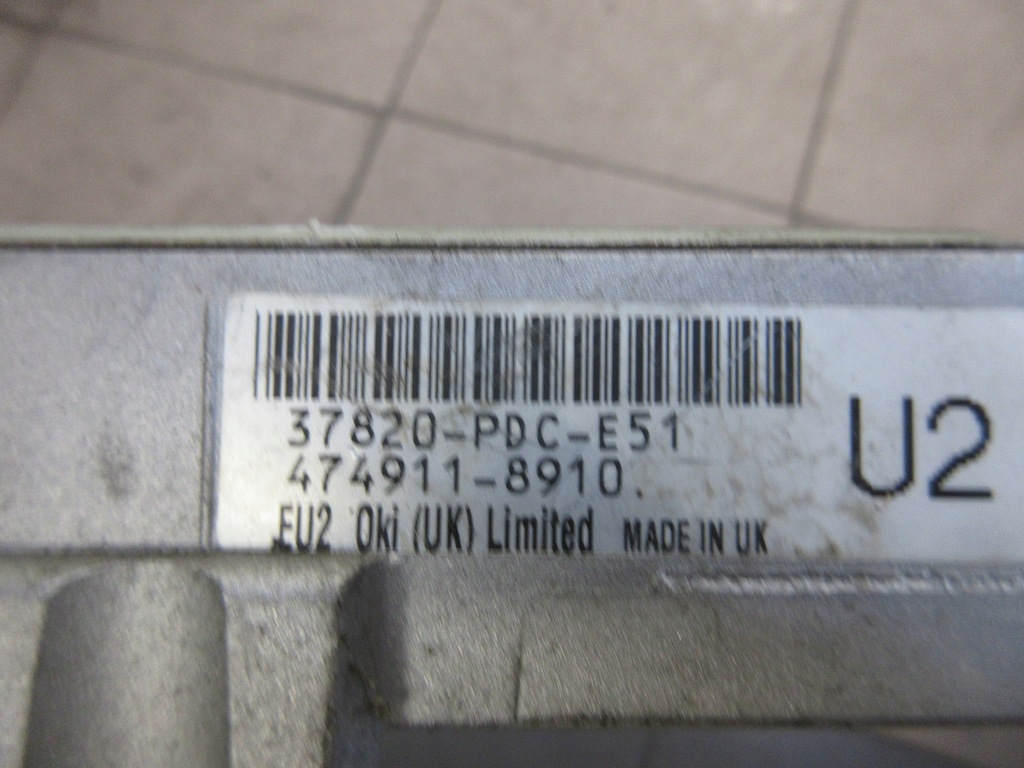 37820-PDC-E51
474911-8910.
U2
EU2 Oki (UK) Limited MADE IN UK